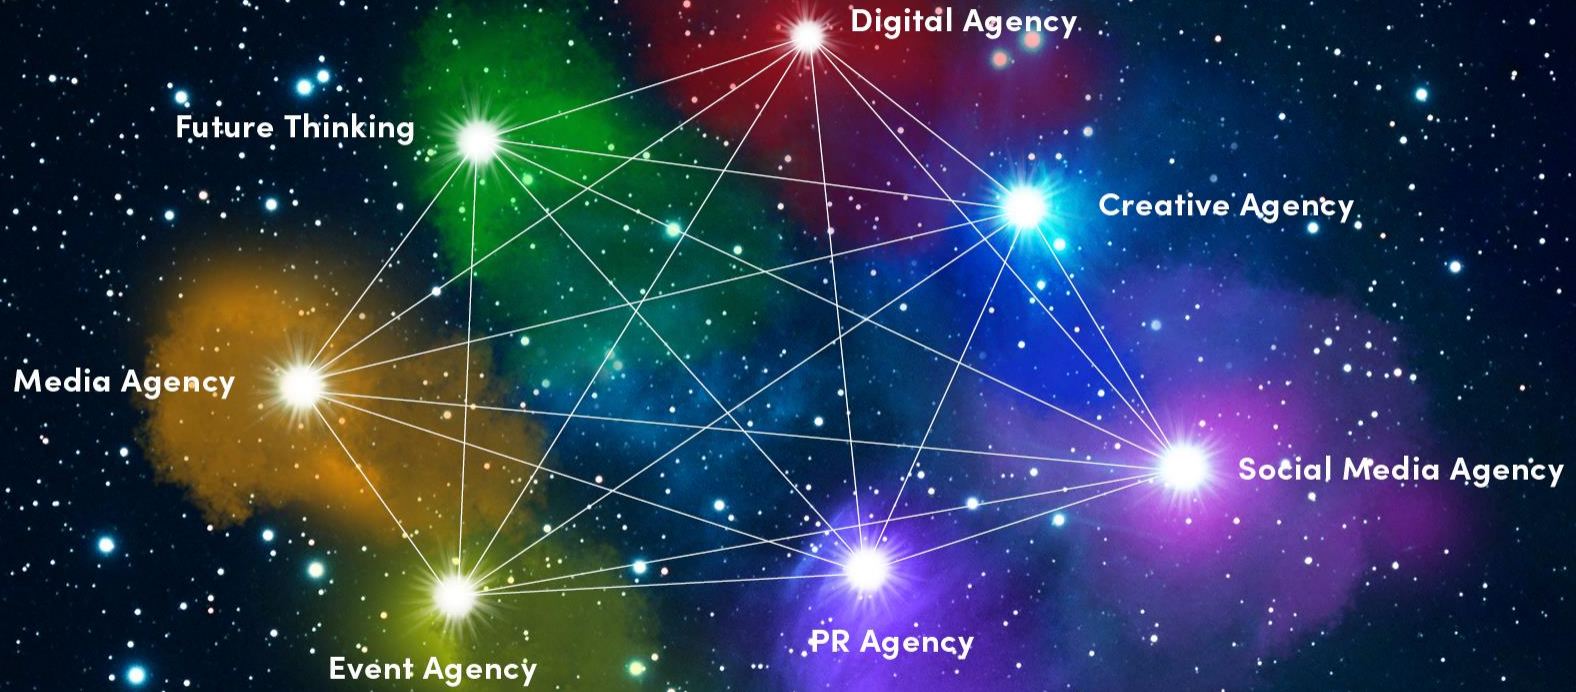 Digital Agency
Future Thinking
Creative Agency
Media Agency
Social Media Agency
PR Agency
Event Agency